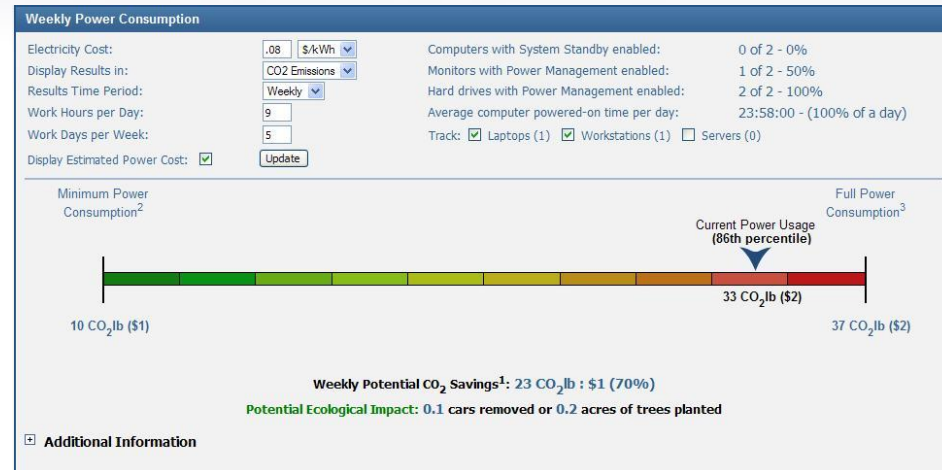 Weekly Power Consumption
Electricity Cost: .08 $/kWh Computers with System Standby enabled: 0 of 2 - 0%
Display Results in: CO2 Emissions Monitors with Power Management enabled: 1 of 2 - 50%
Results Time Period: Weekly Hard drives with Power Management enabled: 2 of 2 - 100%
Work Hours per Day: 9 Average computer powered-on time per day: 23:58:00 - (100% of a day)
Work Days per Week: 5 Track: Laptops (1) Workstations (1) Servers (0)
Display Estimated Power Cost: Update
Minimum Power Full Power
Consumption² Consumption³
Current Power Usage
(86th percentile)
33 CO₂lb ($2)
10 CO₂lb ($1) 37 CO₂lb ($2)
Weekly Potential CO₂ Savings¹: 23 CO₂lb : $1 (70%)
Potential Ecological Impact: 0.1 cars removed or 0.2 acres of trees planted
Additional Information